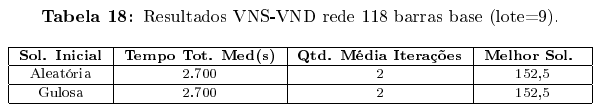 Tabela 18: Resultados VNS-VND rede 118 barras base (lote=9).
Sol. Inicial Tempo Tot. Med(s) Qtd. Média Iterações Melhor Sol.
Aleatória 2.700 2 152,5
Gulosa 2.700 2 152,5